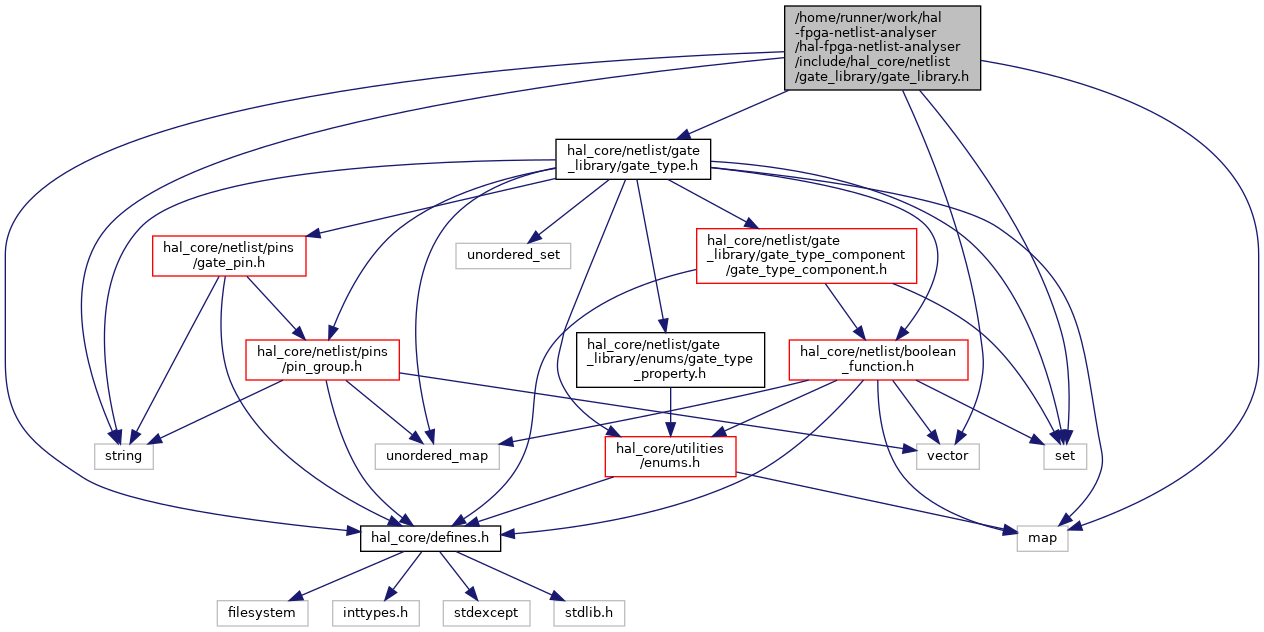 /home/runner/work/hal
-fpga-netlist-analyser
/hal-fpga-netlist-analyser
/include/hal_core/netlist
/gate_library/gate_library.h
hal_core/netlist/gate
_library/gate_type.h
hal_core/netlist/pins
/gate_pin.h
unordered_set
hal_core/netlist/gate
_library/gate_type_component
/gate_type_component.h
hal_core/netlist/pins
/pin_group.h
hal_core/netlist/gate
_library/enums/gate_type
_property.h
hal_core/netlist/boolean
_function.h
string
unordered_map
hal_core/utilities
/enums.h
vector
set
hal_core/defines.h
map
filesystem
inttypes.h
stdexcept
stdlib.h